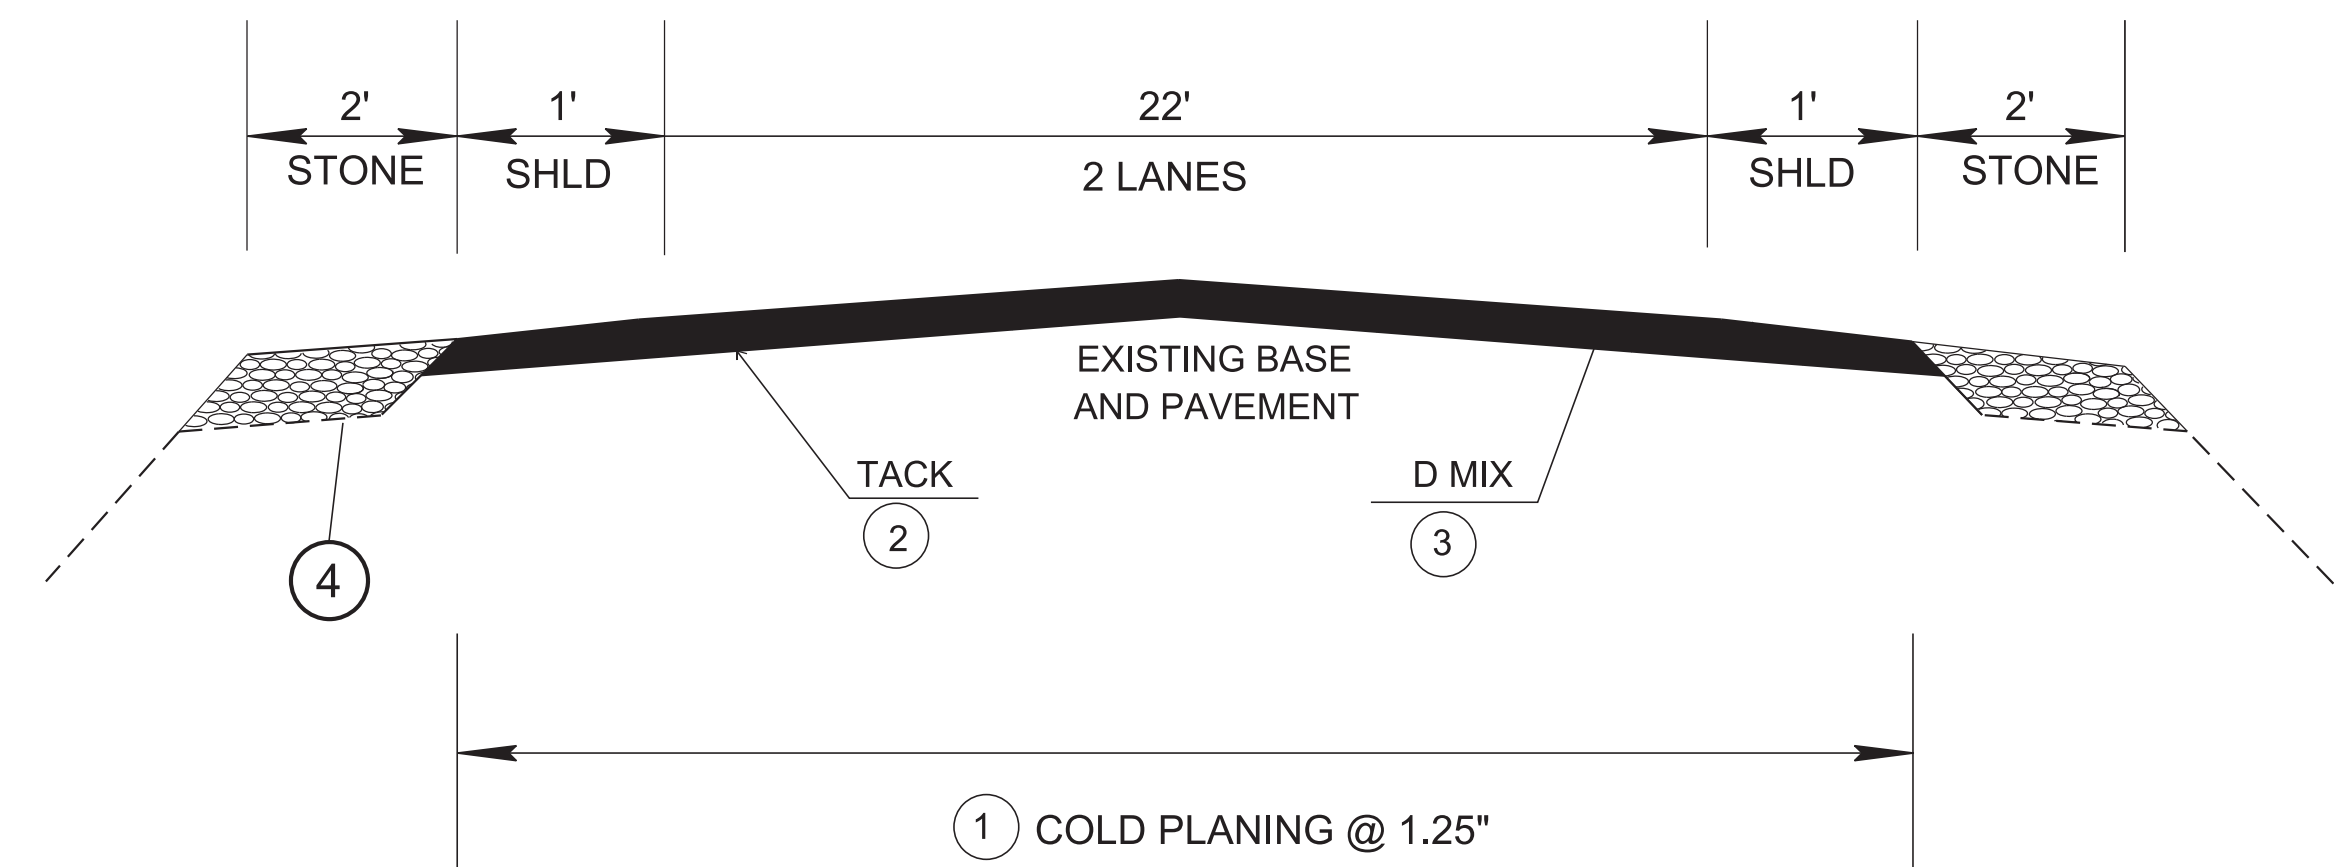 2' 1' 22' 1' 2'
STONE SHLD 2 LANES SHLD STONE
EXISTING BASE
AND PAVEMENT
TACK D MIX
2 3
4
1 COLD PLANING @ 1.25"